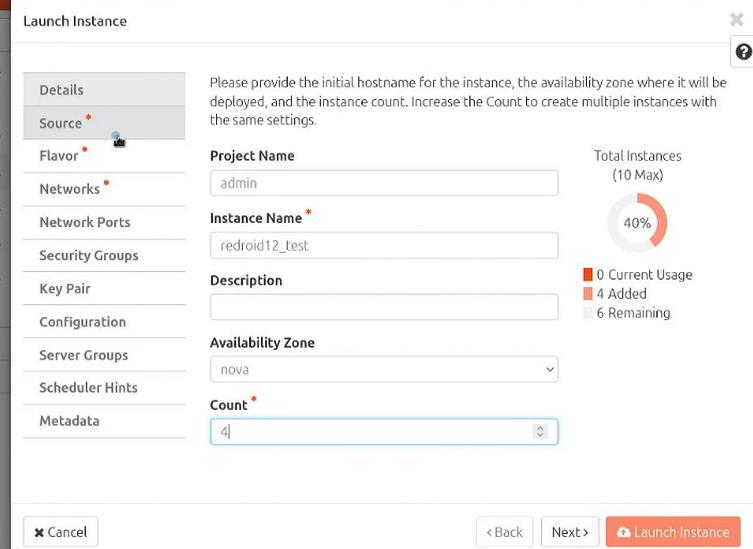 Launch Instance
Details
Source *
Flavor *
Networks *
Network Ports
Security Groups
Key Pair
Configuration
Server Groups
Scheduler Hints
Metadata
Please provide the initial hostname for the instance, the availability zone where it will be
deployed, and the instance count. Increase the Count to create multiple instances with
the same settings.
Project Name
admin
Instance Name *
redroid12_test
Description
Availability Zone
nova
Count *
4
Total Instances
(10 Max)
40%
0 Current Usage
4 Added
6 Remaining
✖ Cancel
‹ Back
Next ›
Launch Instance